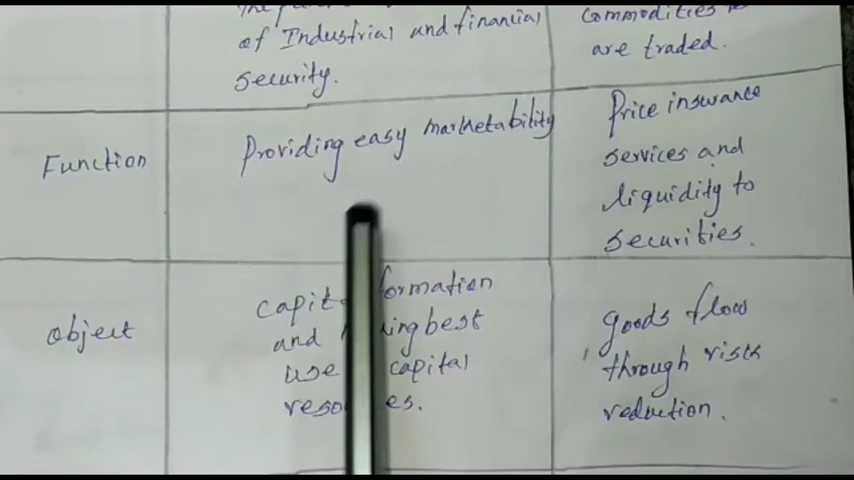 of Industrial and financial
security.
commodities
are traded.
Function
Providing easy marketability
Price insurance
services and
liquidity to
securities.
object
formation
and best
use capital
goods flow
through risk
reduction.